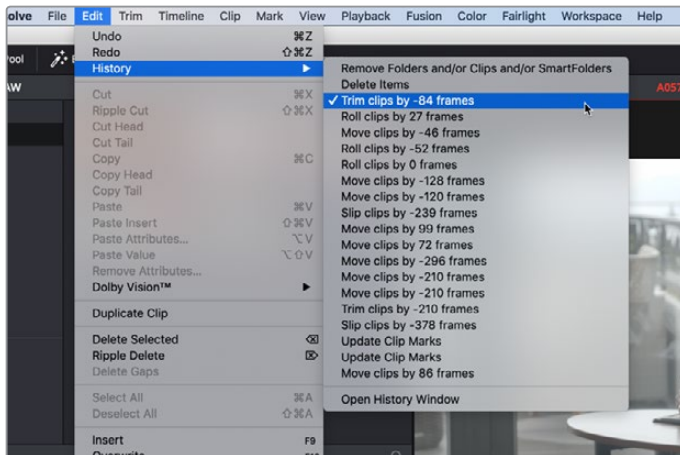 olve File Edit Trim Timeline Clip Mark View Playback Fusion Color Fairlight Workspace Help
ool
AW
A057
Undo ⌘Z
Redo ⇧⌘Z
History ▶
Cut ⌘X
Ripple Cut ⇧⌘X
Cut Head
Cut Tail
Copy ⌘C
Copy Head
Copy Tail
Paste ⌘V
Paste Insert ⇧⌘V
Paste Attributes... ⌥V
Paste Value ⌥⇧V
Remove Attributes...
Dolby Vision™ ▶
Duplicate Clip
Delete Selected ⌫
Ripple Delete ⌦
Delete Gaps
Select All ⌘A
Deselect All ⇧⌘A
Insert F9
Remove Folders and/or Clips and/or SmartFolders
Delete Items
✓ Trim clips by -84 frames
Roll clips by 27 frames
Move clips by -46 frames
Roll clips by -52 frames
Roll clips by 0 frames
Move clips by -128 frames
Move clips by -120 frames
Slip clips by -239 frames
Move clips by 99 frames
Move clips by 72 frames
Move clips by -296 frames
Move clips by -210 frames
Move clips by -210 frames
Trim clips by -210 frames
Slip clips by -378 frames
Update Clip Marks
Update Clip Marks
Move clips by 86 frames
Open History Window